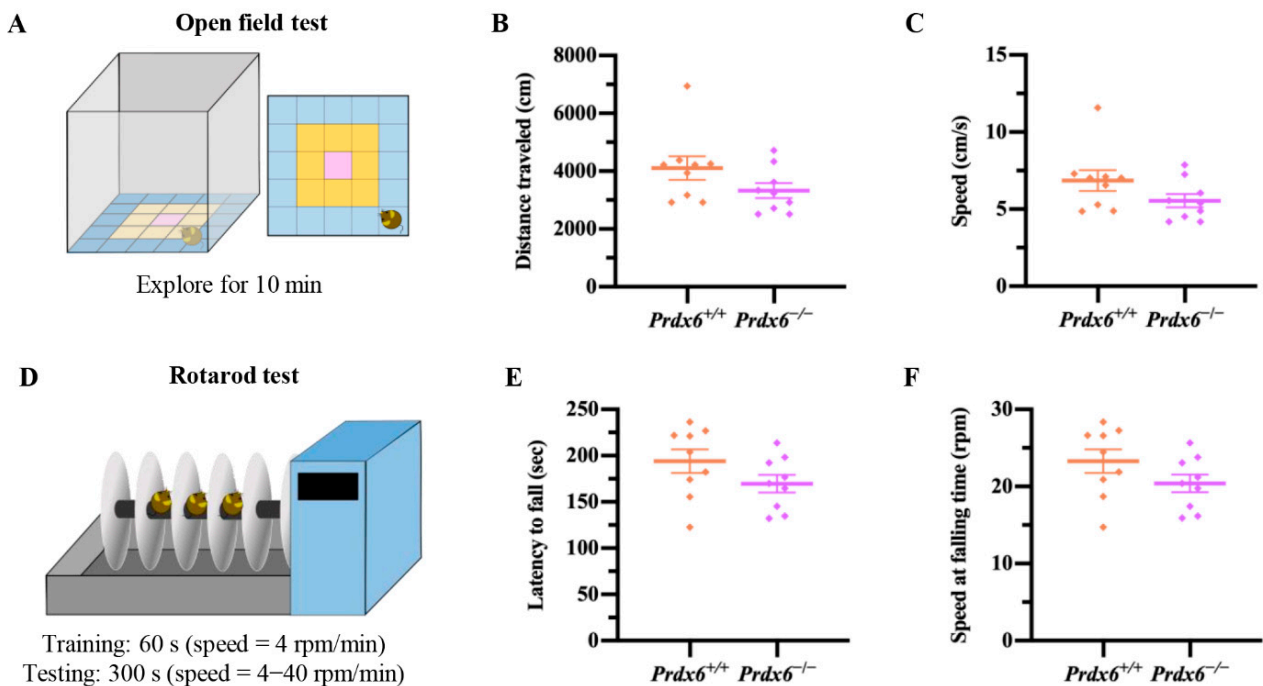 A
Open field test
Explore for 10 min
B
Distance traveled (cm)
8000
6000
4000
2000
0
Prdx6+/+ Prdx6−/−
C
Speed (cm/s)
15
10
5
0
Prdx6+/+ Prdx6−/−
D
Rotarod test
Training: 60 s (speed = 4 rpm/min)
Testing: 300 s (speed = 4−40 rpm/min)
E
Latency to fall (sec)
250
200
150
100
50
0
Prdx6+/+ Prdx6−/−
F
Speed at falling time (rpm)
30
20
10
0
Prdx6+/+ Prdx6−/−